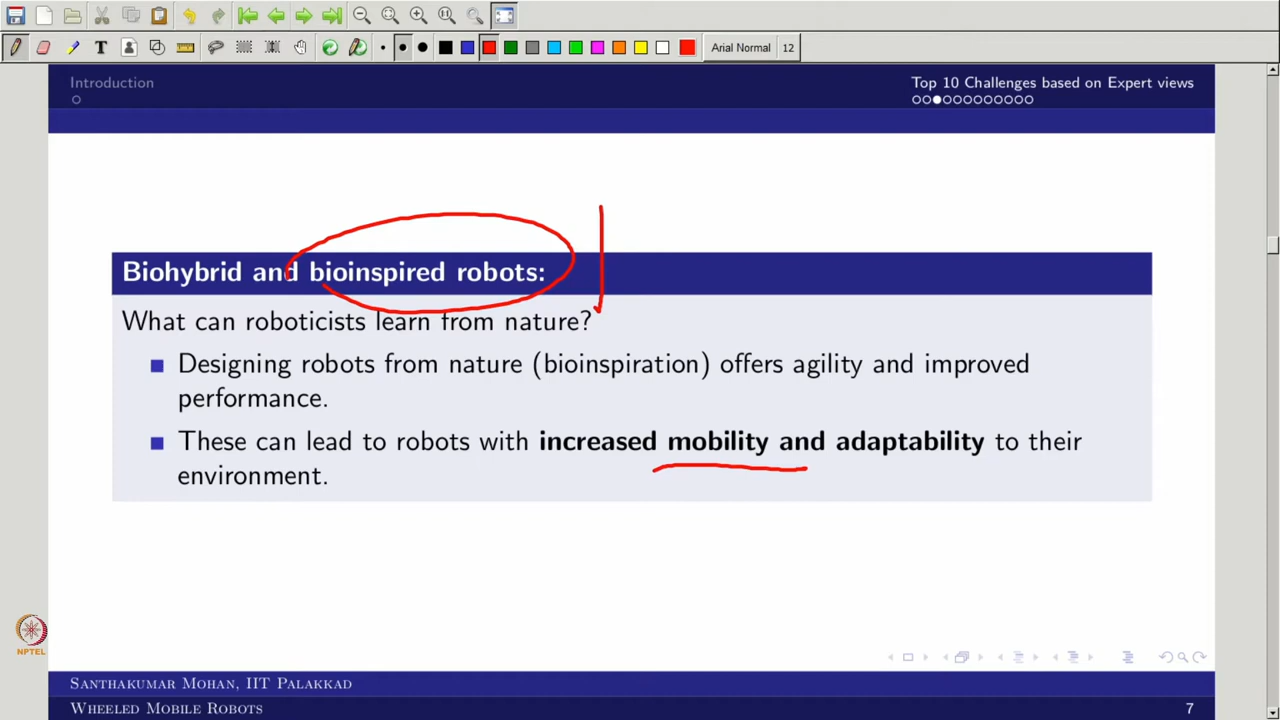 Arial Normal 12
Introduction
Top 10 Challenges based on Expert views
Biohybrid and bioinspired robots:
What can roboticists learn from nature?
Designing robots from nature (bioinspiration) offers agility and improved
performance.
These can lead to robots with increased mobility and adaptability to their
environment.
NPTEL
Santhakumar Mohan, IIT Palakkad
Wheeled Mobile Robots 7